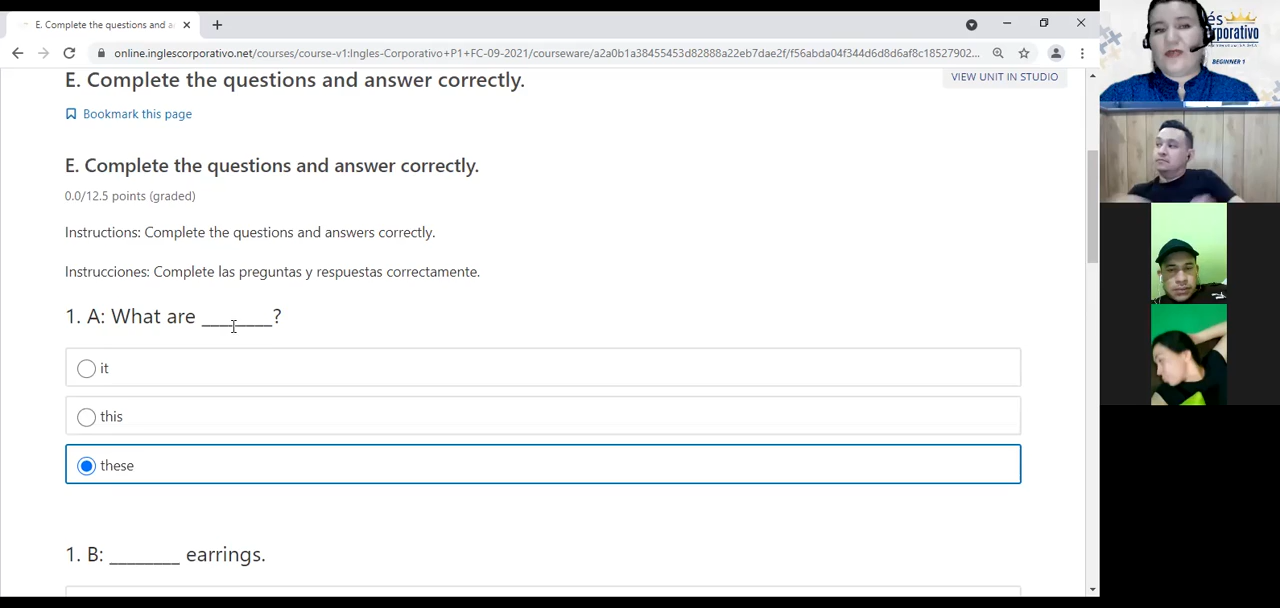 E. Complete the questions and a
online.inglescorporativo.net/courses/course-v1:Ingles-Corporativo+P1+FC-09-2021/courseware/a2a0b1a38455453d82888a22eb7dae2f/f56abda04f344d6d8d6af8c18527902...
E. Complete the questions and answer correctly.
VIEW UNIT IN STUDIO
Bookmark this page
E. Complete the questions and answer correctly.
0.0/12.5 points (graded)
Instructions: Complete the questions and answers correctly.
Instrucciones: Complete las preguntas y respuestas correctamente.
1. A: What are ________?
it
this
these
1. B: ________ earrings.
BEGINNER 1